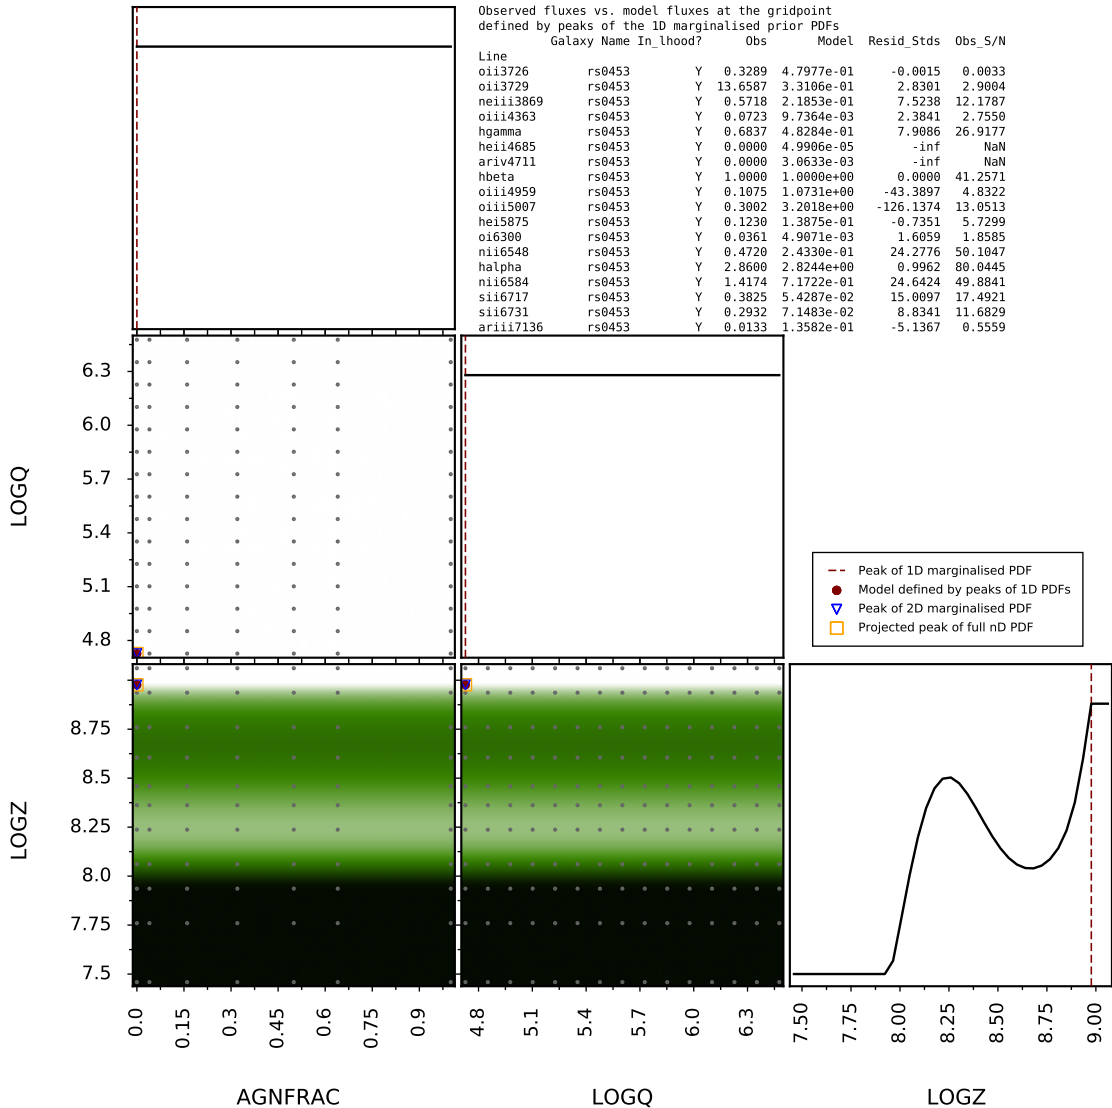 Observed fluxes vs. model fluxes at the gridpoint
defined by peaks of the 1D marginalised prior PDFs
Galaxy Name In_lhood? Obs Model Resid_Stds Obs_S/N
Line
oii3726 rs0453 Y 0.3289 4.7977e-01 -0.0015 0.0033
oii3729 rs0453 Y 13.6587 3.3106e-01 2.8301 2.9004
neiii3869 rs0453 Y 0.5718 2.1853e-01 7.5238 12.1787
oiii4363 rs0453 Y 0.0723 9.7364e-03 2.3841 2.7550
hgamma rs0453 Y 0.6837 4.8284e-01 7.9086 26.9177
heii4685 rs0453 Y 0.0000 4.9906e-05 -inf NaN
ariv4711 rs0453 Y 0.0000 3.0633e-03 -inf NaN
hbeta rs0453 Y 1.0000 1.0000e+00 0.0000 41.2571
oiii4959 rs0453 Y 0.1075 1.0731e+00 -43.3897 4.8322
oiii5007 rs0453 Y 0.3002 3.2018e+00 -126.1374 13.0513
hei5875 rs0453 Y 0.1230 1.3875e-01 -0.7351 5.7299
oi6300 rs0453 Y 0.0361 4.9071e-03 1.6059 1.8585
nii6548 rs0453 Y 0.4720 2.4330e-01 24.2776 50.1047
halpha rs0453 Y 2.8600 2.8244e+00 0.9962 80.0445
nii6584 rs0453 Y 1.4174 7.1722e-01 24.6424 49.8841
sii6717 rs0453 Y 0.3825 5.4287e-02 15.0097 17.4921
sii6731 rs0453 Y 0.2932 7.1483e-02 8.8341 11.6829
ariii7136 rs0453 Y 0.0133 1.3582e-01 -5.1367 0.5559
LOGQ
6.3
6.0
5.7
5.4
5.1
4.8
Peak of 1D marginalised PDF
Model defined by peaks of 1D PDFs
Peak of 2D marginalised PDF
Projected peak of full nD PDF
LOGZ
8.75
8.5
8.25
8.0
7.75
7.5
0.0 0.15 0.3 0.45 0.6 0.75 0.9
4.8 5.1 5.4 5.7 6.0 6.3
7.50 7.75 8.00 8.25 8.50 8.75 9.00
AGNFRAC LOGQ LOGZ